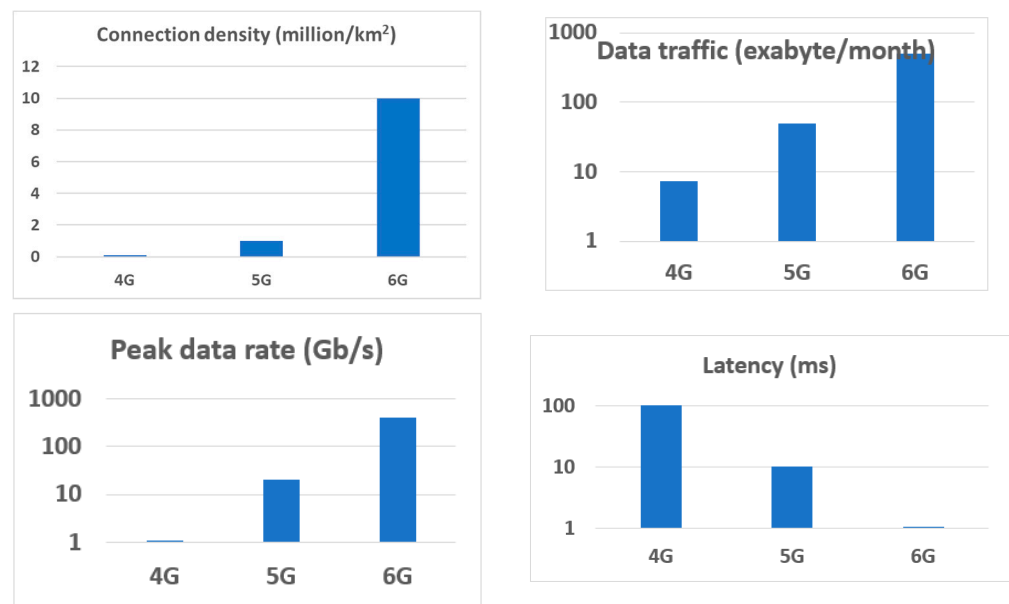 Connection density (million/km²)
12
10
8
6
4
2
0
4G 5G 6G
Data traffic (exabyte/month)
1000
100
10
1
4G 5G 6G
Peak data rate (Gb/s)
1000
100
10
1
4G 5G 6G
Latency (ms)
100
10
1
4G 5G 6G